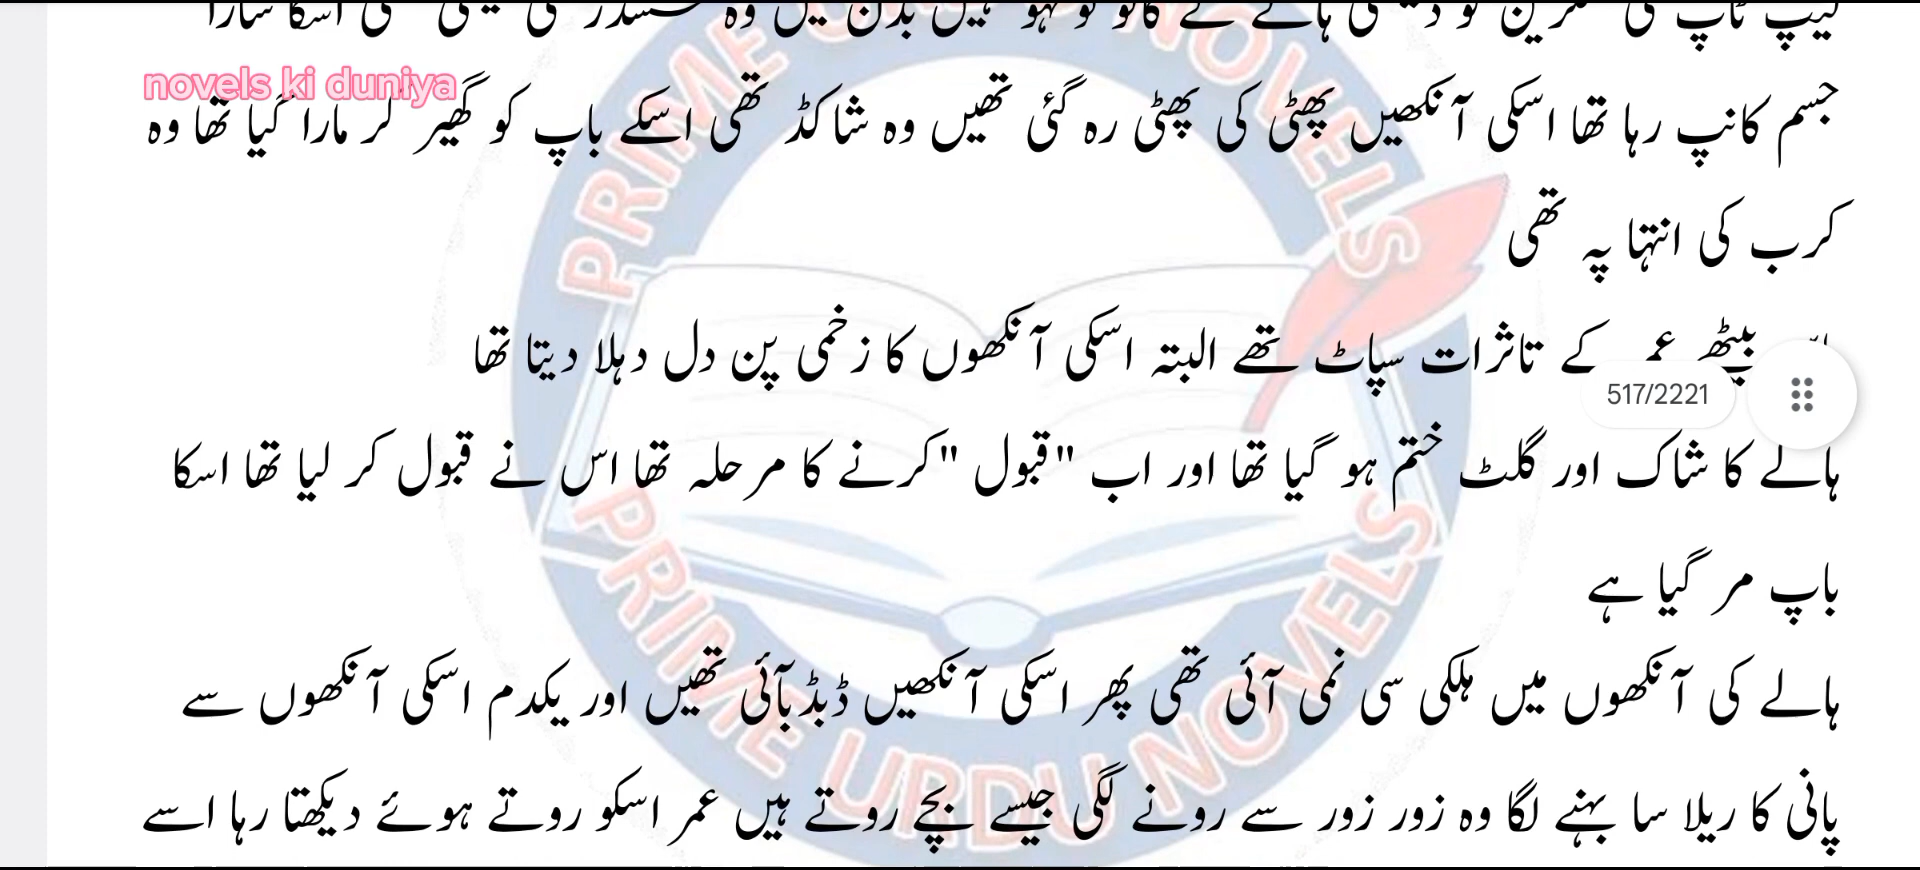 جسم کانپ رہا تھا اسکی آنکھیں پھٹی کی پھٹی رہ گئی تھیں وہ شاکڈ تھی اسکے باپ کو گھیر کر مارا گیا تھا وہ
novels ki duniya
کرب کی انتہا پہ تھی
بیٹھے عمر کے تاثرات سپاٹ تھے البتہ اسکی آنکھوں کا زخمی پن دل دہلا دیتا تھا
517/2221
ہالے کا شاک اور گلٹ ختم ہو گیا تھا اور اب "قبول "کرنے کا مرحلہ تھا اس نے قبول کر لیا تھا اسکا
باپ مر گیا ہے
ہالے کی آنکھوں میں ہلکی سی نمی آئی تھی پھر اسکی آنکھیں ڈبڈبآئی تھیں اور یکدم اسکی آنکھوں سے
پانی کا ریلا سا بہنے لگا وہ زور زور سے رونے لگی جیسے بچے روتے ہیں عمر اسکو روتے ہوئے دیکھتا رہا اسے
PRIME URDU NOVELS